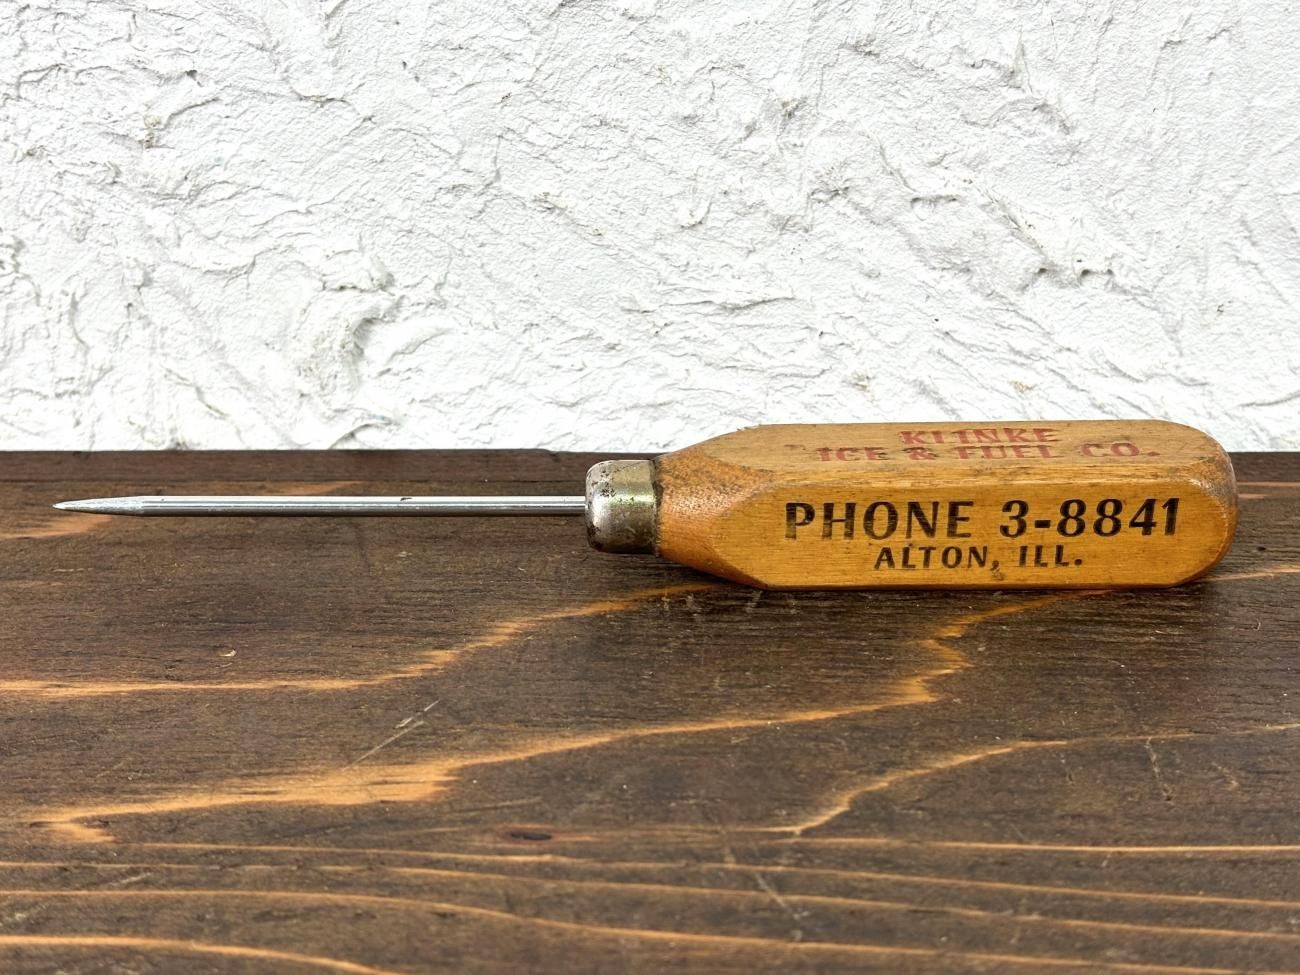 KLINKE
ICE & FUEL CO.
PHONE 3-8841
ALTON, ILL.